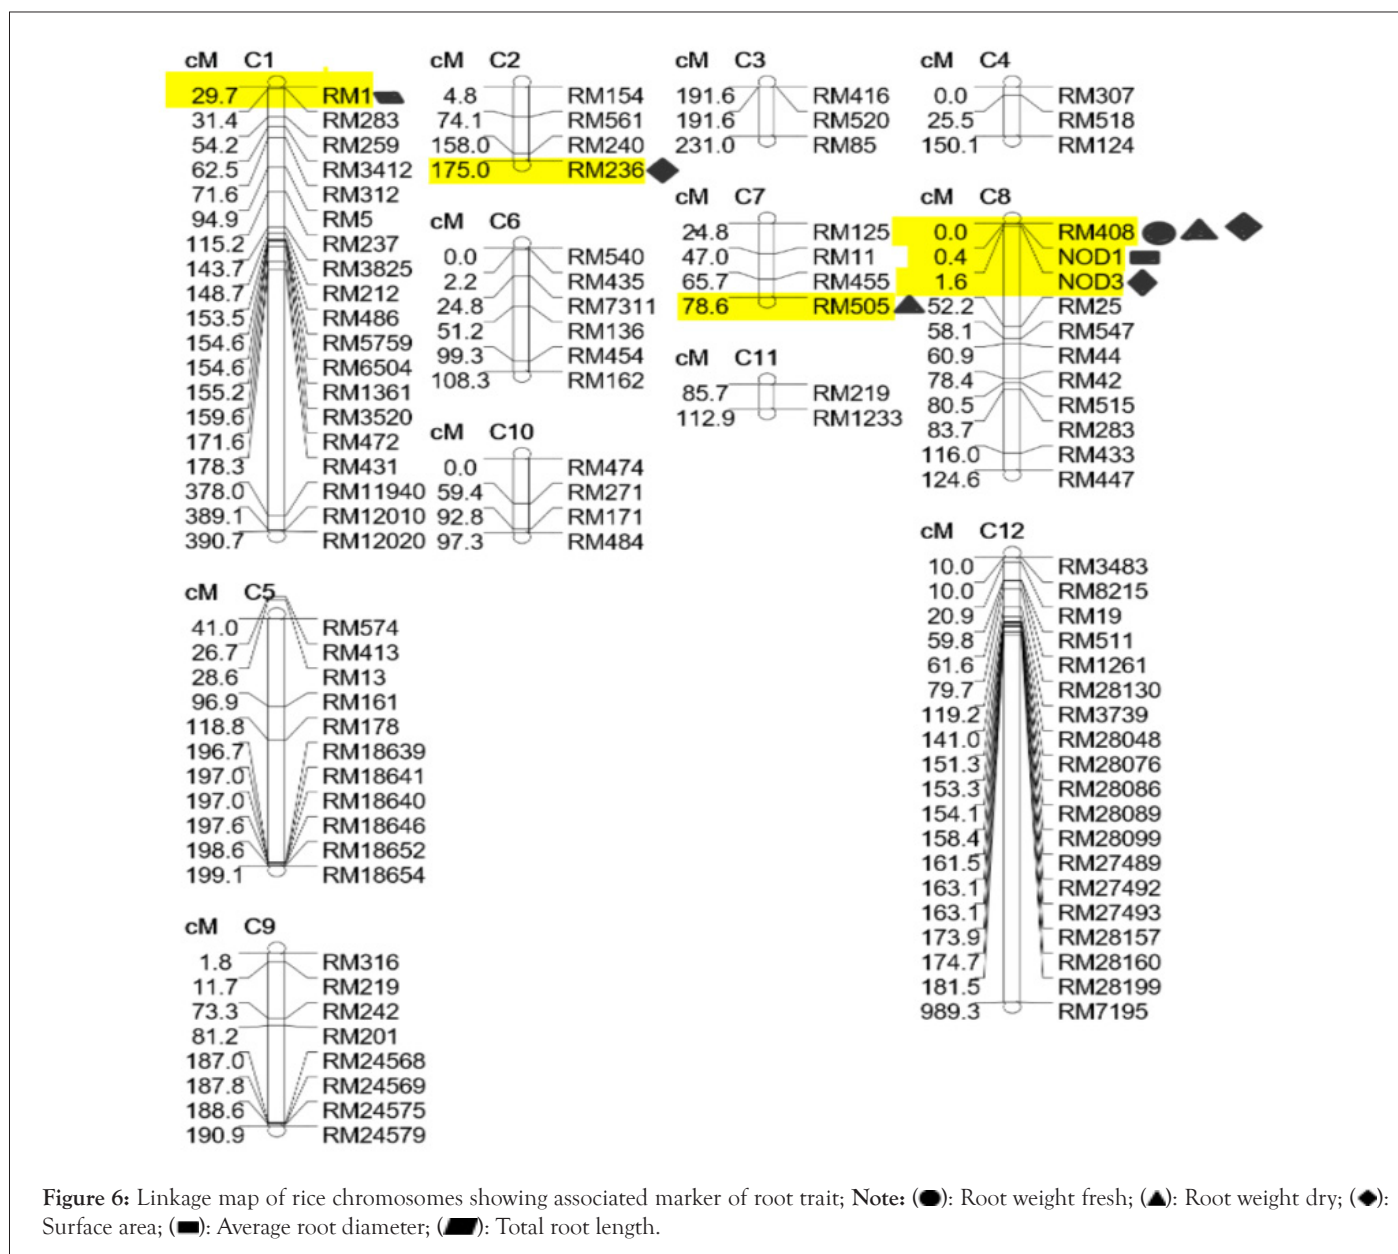 cM C1
29.7 RM1
31.4 RM283
54.2 RM259
62.5 RM3412
71.6 RM312
94.9 RM5
115.2 RM237
143.7 RM3825
148.7 RM212
153.5 RM486
154.6 RM5759
154.6 RM6504
155.2 RM1361
159.6 RM3520
171.6 RM472
178.3 RM431
378.0 RM11940
389.1 RM12010
390.7 RM12020
cM C2
4.8 RM154
74.1 RM561
158.0 RM240
175.0 RM236
cM C3
191.6 RM416
191.6 RM520
231.0 RM85
cM C4
0.0 RM307
25.5 RM518
150.1 RM124
cM C6
0.0 RM540
2.2 RM435
24.8 RM7311
51.2 RM136
99.3 RM454
108.3 RM162
cM C7
24.8 RM125
47.0 RM11
65.7 RM455
78.6 RM505
cM C8
0.0 RM408
0.4 NOD1
1.6 NOD3
52.2 RM25
58.1 RM547
60.9 RM44
78.4 RM42
80.5 RM515
83.7 RM283
116.0 RM433
124.6 RM447
cM C10
0.0 RM474
59.4 RM271
92.8 RM171
97.3 RM484
cM C11
85.7 RM219
112.9 RM1233
cM C5
41.0 RM574
26.7 RM413
28.6 RM13
96.9 RM161
118.8 RM178
196.7 RM18639
197.0 RM18641
197.0 RM18640
197.6 RM18646
198.6 RM18652
199.1 RM18654
cM C12
10.0 RM3483
10.0 RM8215
20.9 RM19
59.8 RM511
61.6 RM1261
79.7 RM28130
119.2 RM3739
141.0 RM28048
151.3 RM28076
153.3 RM28086
154.1 RM28089
158.4 RM28099
161.5 RM27489
163.1 RM27492
163.1 RM27493
173.9 RM28157
174.7 RM28160
181.5 RM28199
989.3 RM7195
cM C9
1.8 RM316
11.7 RM219
73.3 RM242
81.2 RM201
187.0 RM24568
187.8 RM24569
188.6 RM24575
190.9 RM24579
Figure 6: Linkage map of rice chromosomes showing associated marker of root trait; Note: (●): Root weight fresh; (▲): Root weight dry; (◆):
Surface area; (▬): Average root diameter; (▰): Total root length.